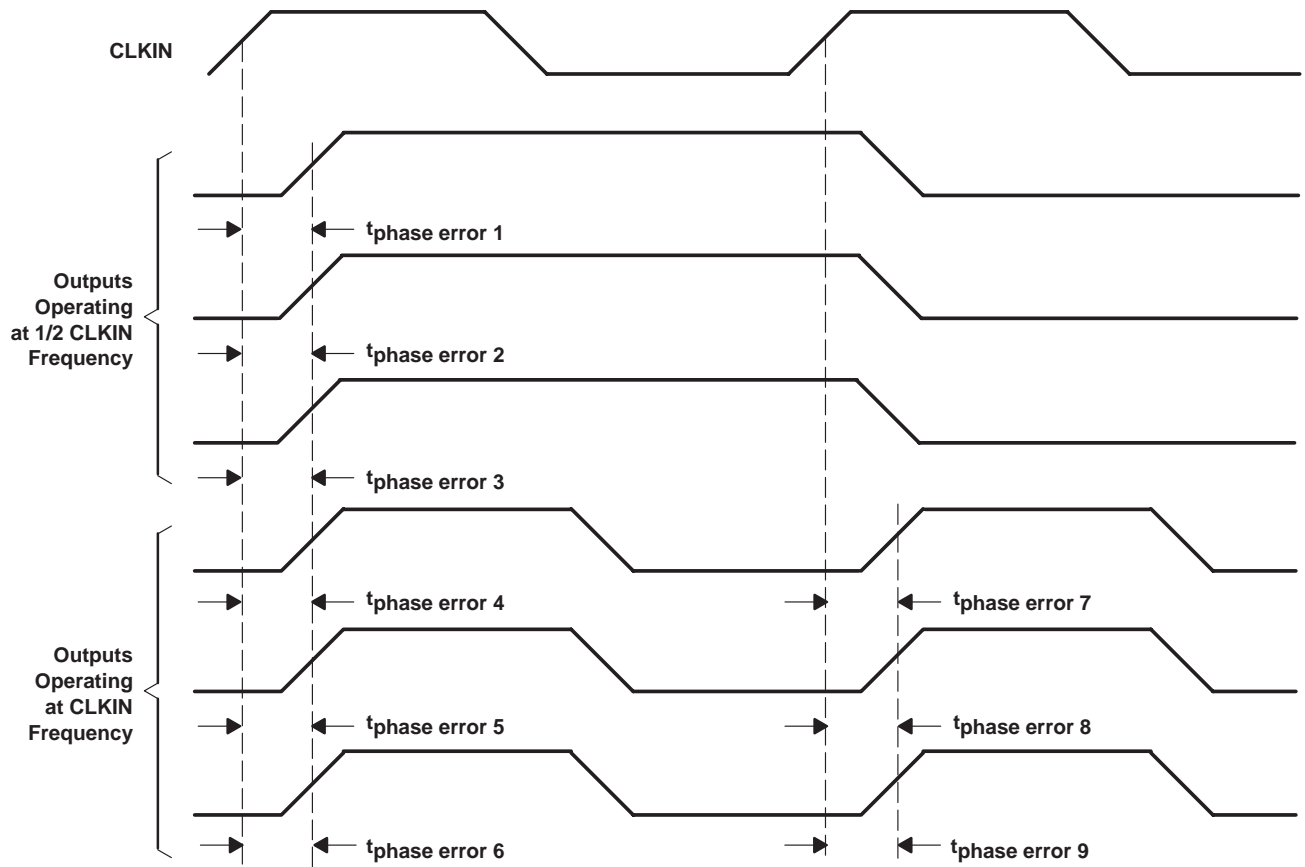 CLKIN
tphase error 1
Outputs
Operating
at 1/2 CLKIN
Frequency
tphase error 2
tphase error 3
tphase error 4
tphase error 7
Outputs
Operating
at CLKIN
Frequency
tphase error 5
tphase error 8
tphase error 6
tphase error 9